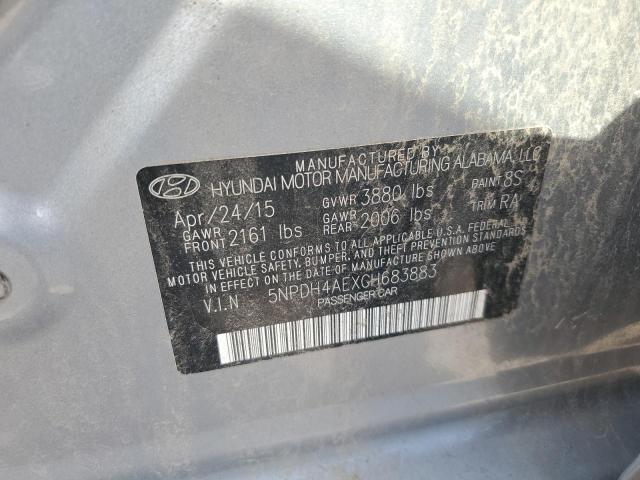 MANUFACTURED BY
HYUNDAI MOTOR MANUFACTURING ALABAMA, LLC
Apr/24/15 GVWR 3880 lbs PAINT 8S
GAWR FRONT 2161 lbs GAWR REAR 2006 lbs TRIM RA
THIS VEHICLE CONFORMS TO ALL APPLICABLE U.S.A FEDERAL
MOTOR VEHICLE SAFETY, BUMPER, AND THEFT PREVENTION STANDARDS
IN EFFECT ON THE DATE OF MANUFACTURE SHOWN ABOVE
V.I.N 5NPDH4AEXGH683883
PASSENGER CAR